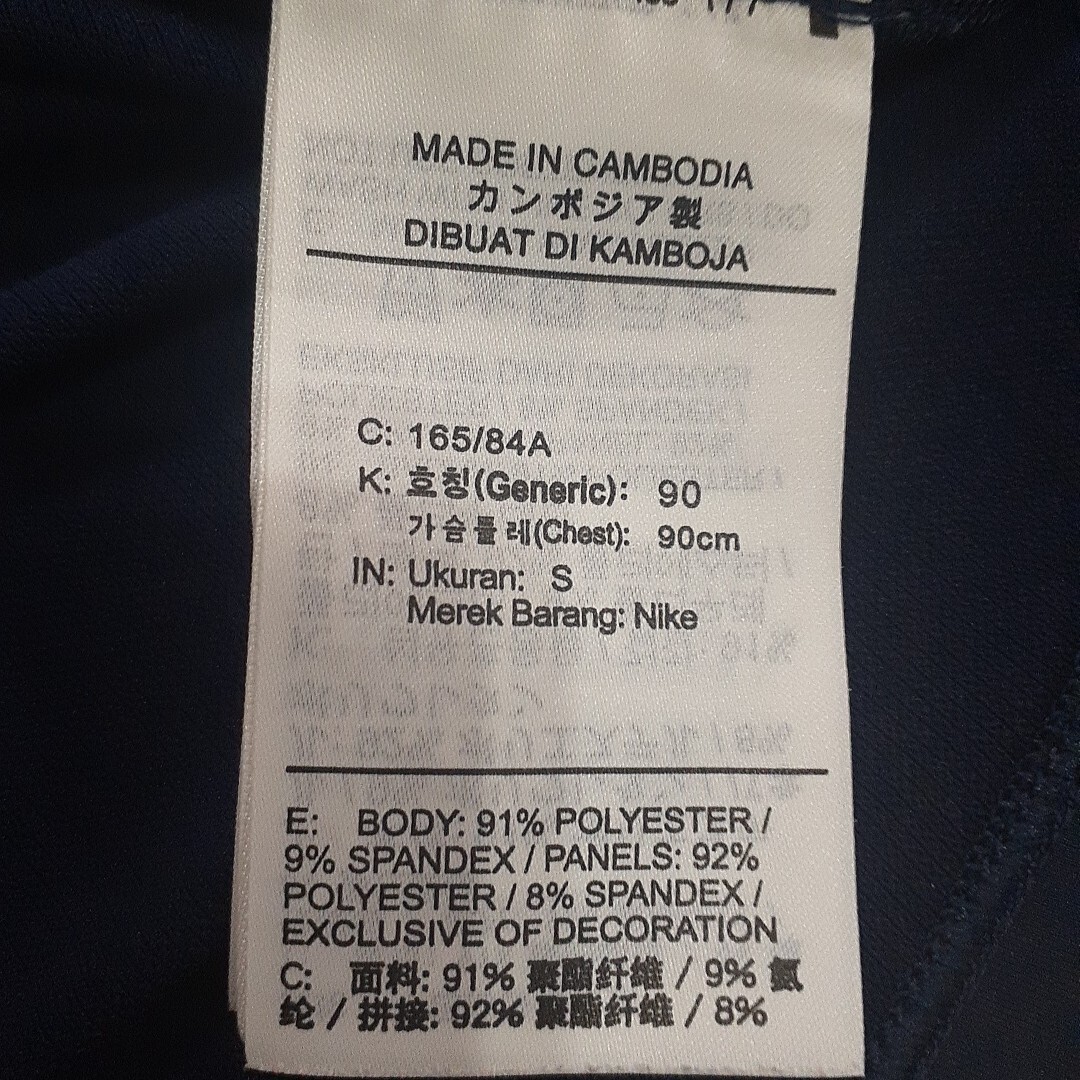 MADE IN CAMBODIA
カンボジア製
DIBUAT DI KAMBOJA
C: 165/84A
K: 호칭(Generic): 90
가슴둘레(Chest): 90cm
IN: Ukuran: S
Merek Barang: Nike
E: BODY: 91% POLYESTER /
9% SPANDEX / PANELS: 92%
POLYESTER / 8% SPANDEX /
EXCLUSIVE OF DECORATION
C: 面料: 91% 聚酯纤维 / 9% 氨
纶 / 拼接: 92% 聚酯纤维 / 8%